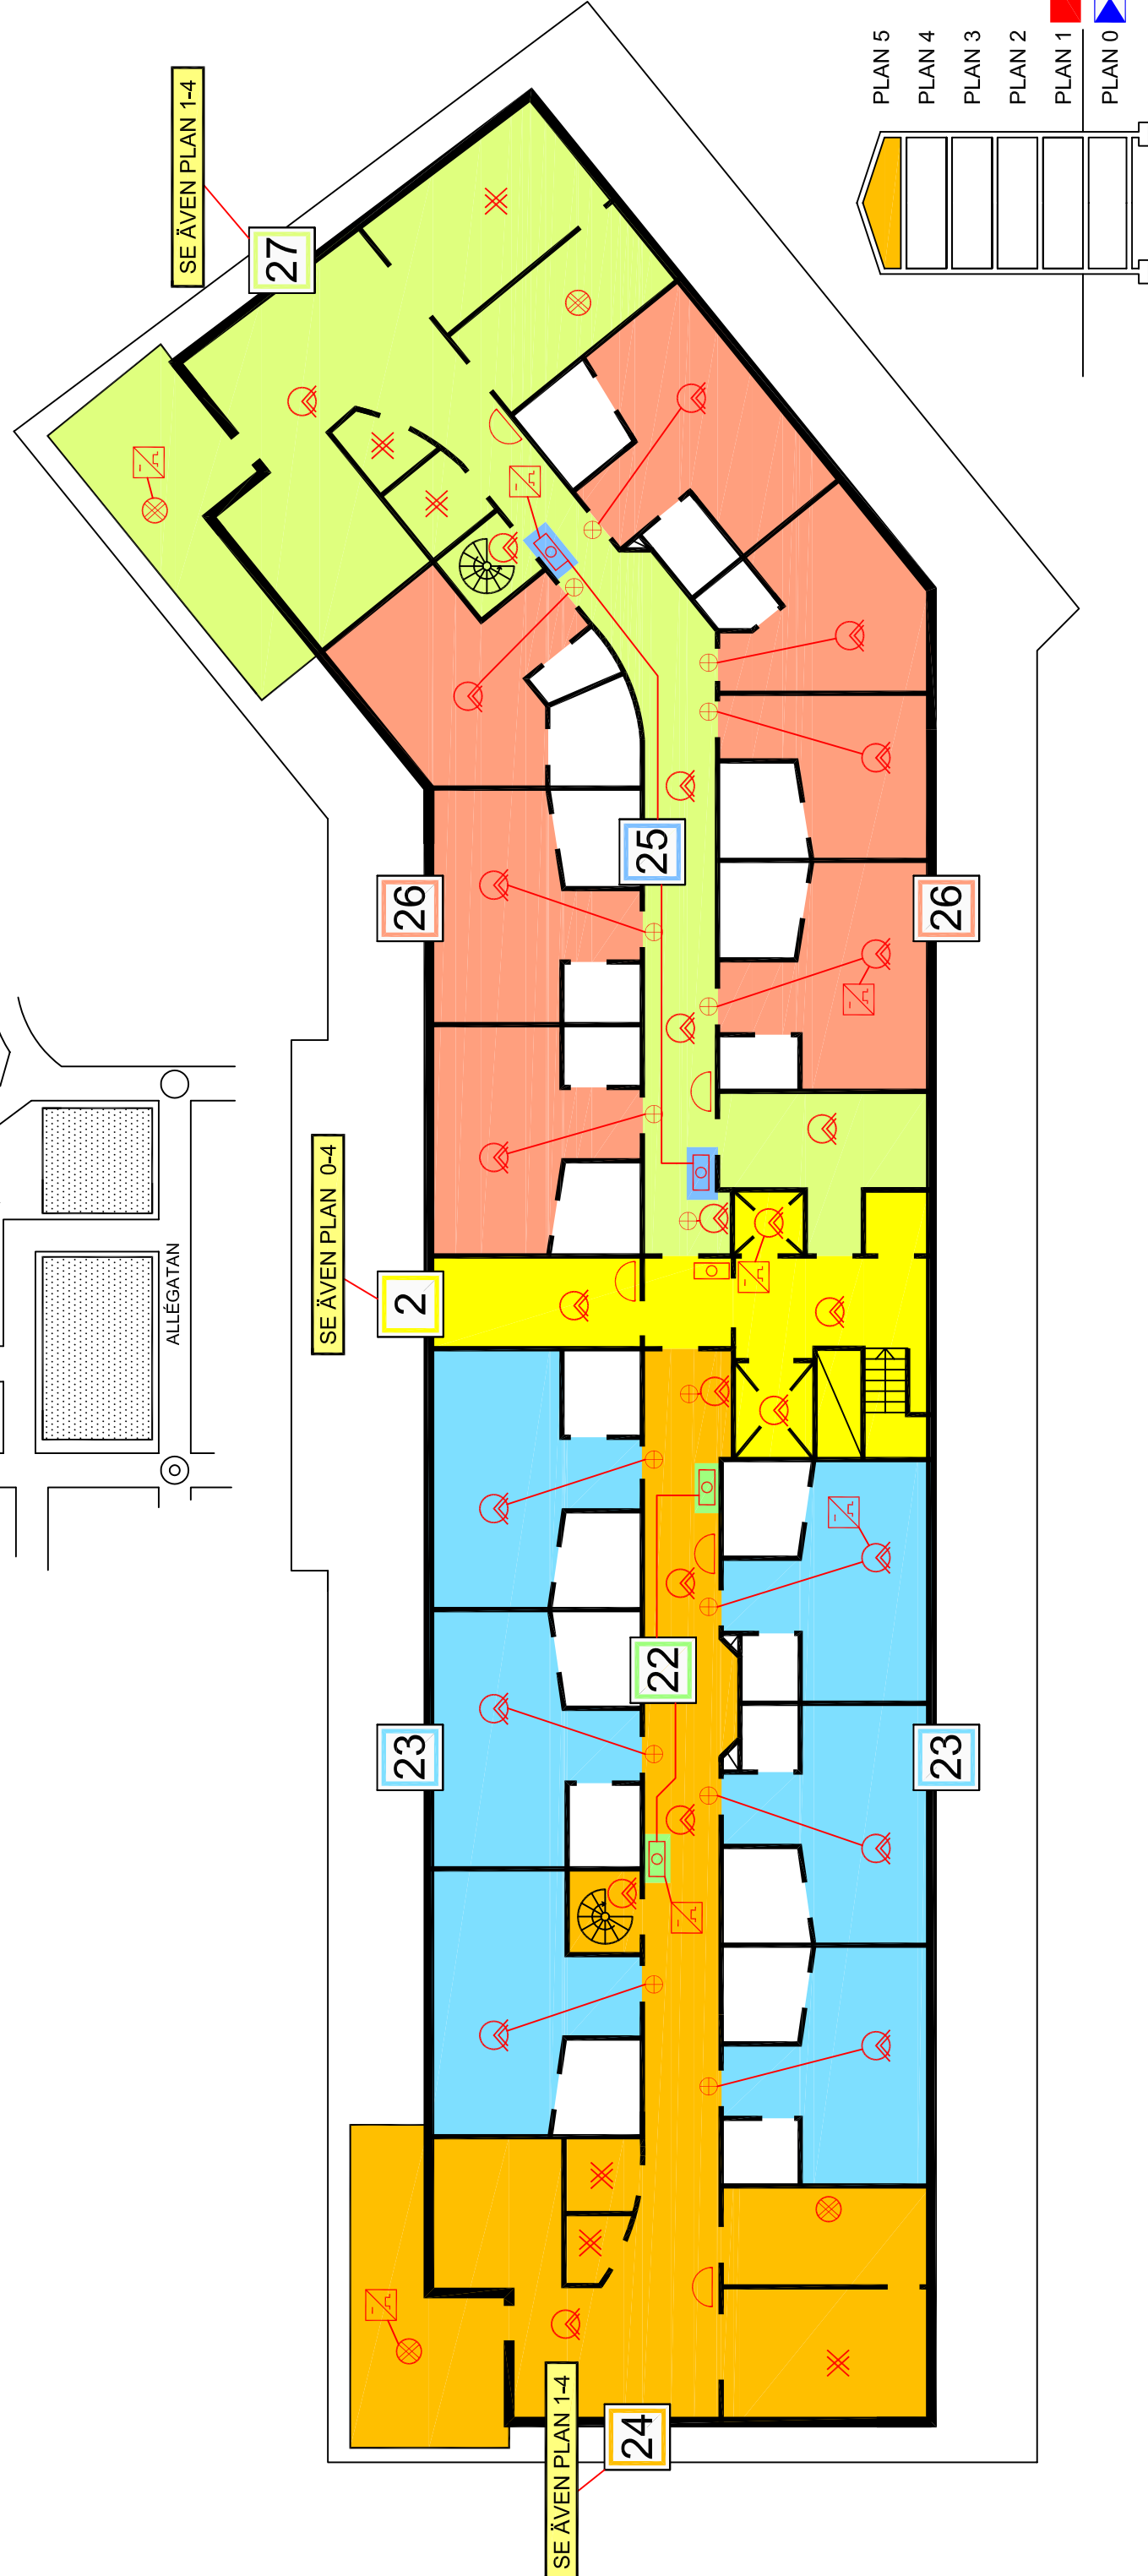 SE ÄVEN PLAN 1-4
27
PLAN 5
PLAN 4
PLAN 3
PLAN 2
PLAN 1
PLAN 0
25
26
26
SE ÄVEN PLAN 0-4
2
ALLÉGATAN
22
23
23
SE ÄVEN PLAN 1-4
24